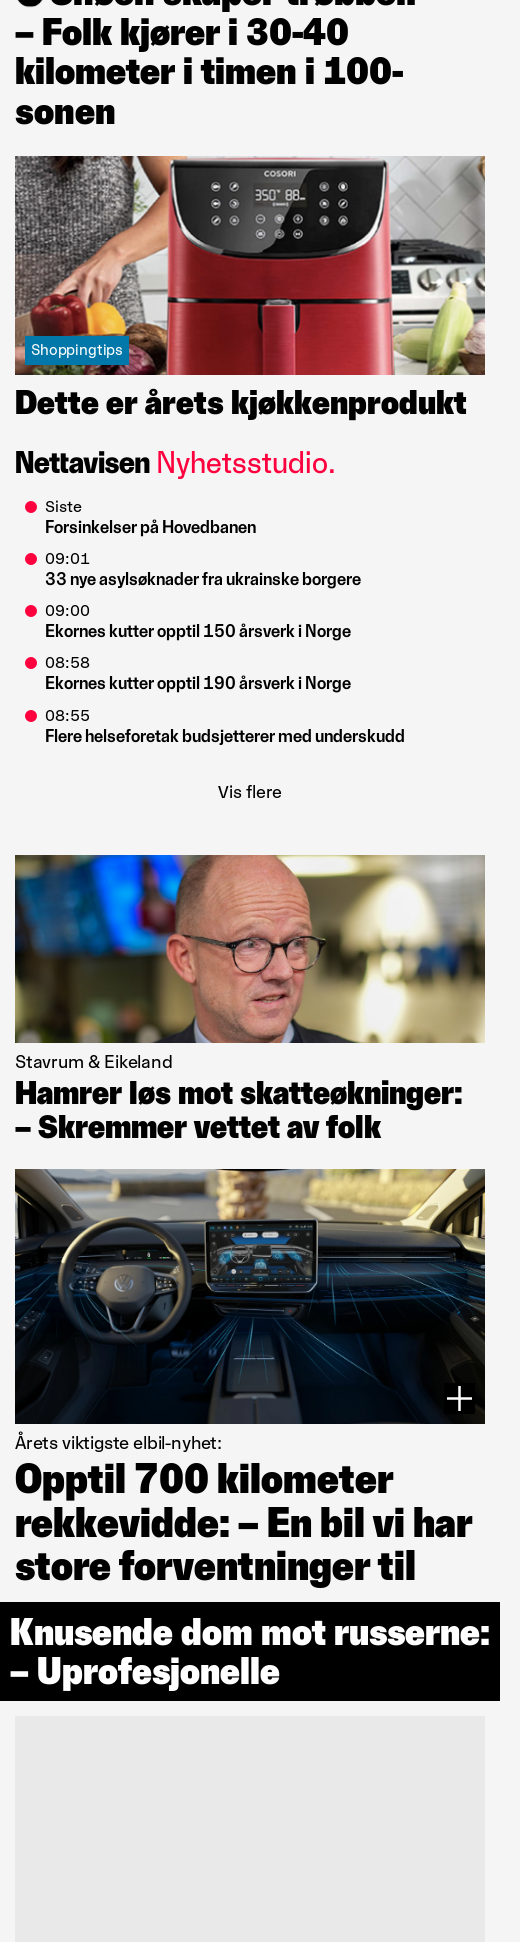 – Folk kjører i 30-40
kilometer i timen i 100-
sonen
COSORI
Shoppingtips
Dette er årets kjøkkenprodukt
Nettavisen Nyhetsstudio.
Siste
Forsinkelser på Hovedbanen
09:01
33 nye asylsøknader fra ukrainske borgere
09:00
Ekornes kutter opptil 150 årsverk i Norge
08:58
Ekornes kutter opptil 190 årsverk i Norge
08:55
Flere helseforetak budsjetterer med underskudd
Vis flere
Stavrum & Eikeland
Hamrer løs mot skatteøkninger:
– Skremmer vettet av folk
Årets viktigste elbil-nyhet:
Opptil 700 kilometer
rekkevidde: – En bil vi har
store forventninger til
Knusende dom mot russerne:
– Uprofesjonelle